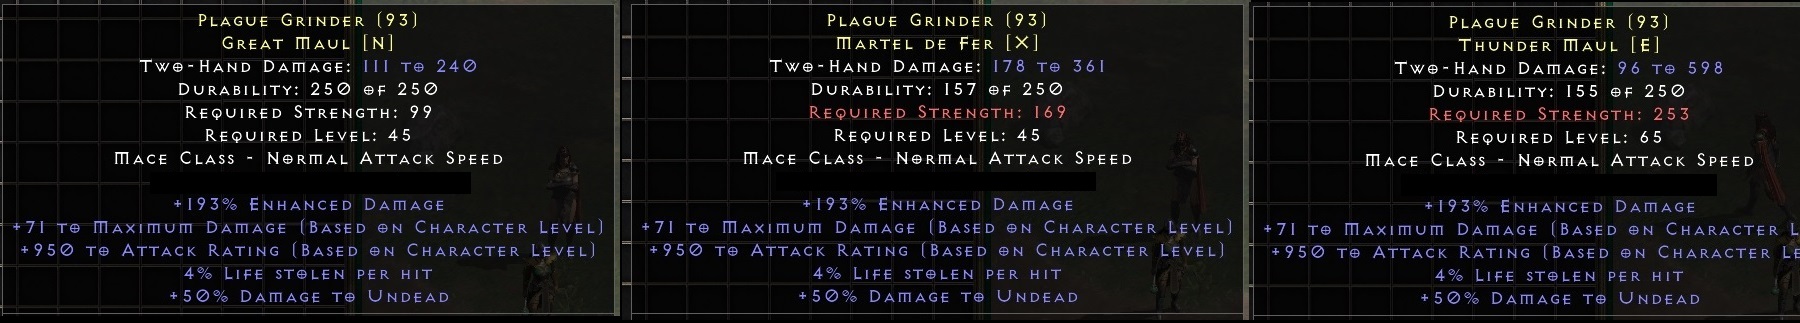 Plague Grinder (93)
Great Maul [N]
Two-Hand Damage: 111 to 240
Durability: 250 of 250
Required Strength: 99
Required Level: 45
Mace Class - Normal Attack Speed
+193% Enhanced Damage
+71 to Maximum Damage (Based on Character Level)
+950 to Attack Rating (Based on Character Level)
4% Life stolen per hit
+50% Damage to Undead
Plague Grinder (93)
Martel de Fer [X]
Two-Hand Damage: 178 to 361
Durability: 157 of 250
Required Strength: 169
Required Level: 45
Mace Class - Normal Attack Speed
+193% Enhanced Damage
+71 to Maximum Damage (Based on Character Level)
+950 to Attack Rating (Based on Character Level)
4% Life stolen per hit
+50% Damage to Undead
Plague Grinder (93)
Thunder Maul [E]
Two-Hand Damage: 96 to 598
Durability: 155 of 250
Required Strength: 253
Required Level: 65
Mace Class - Normal Attack Speed
+193% Enhanced Damage
+71 to Maximum Damage (Based on Character L
+950 to Attack Rating (Based on Character Le
4% Life stolen per hit
+50% Damage to Undead